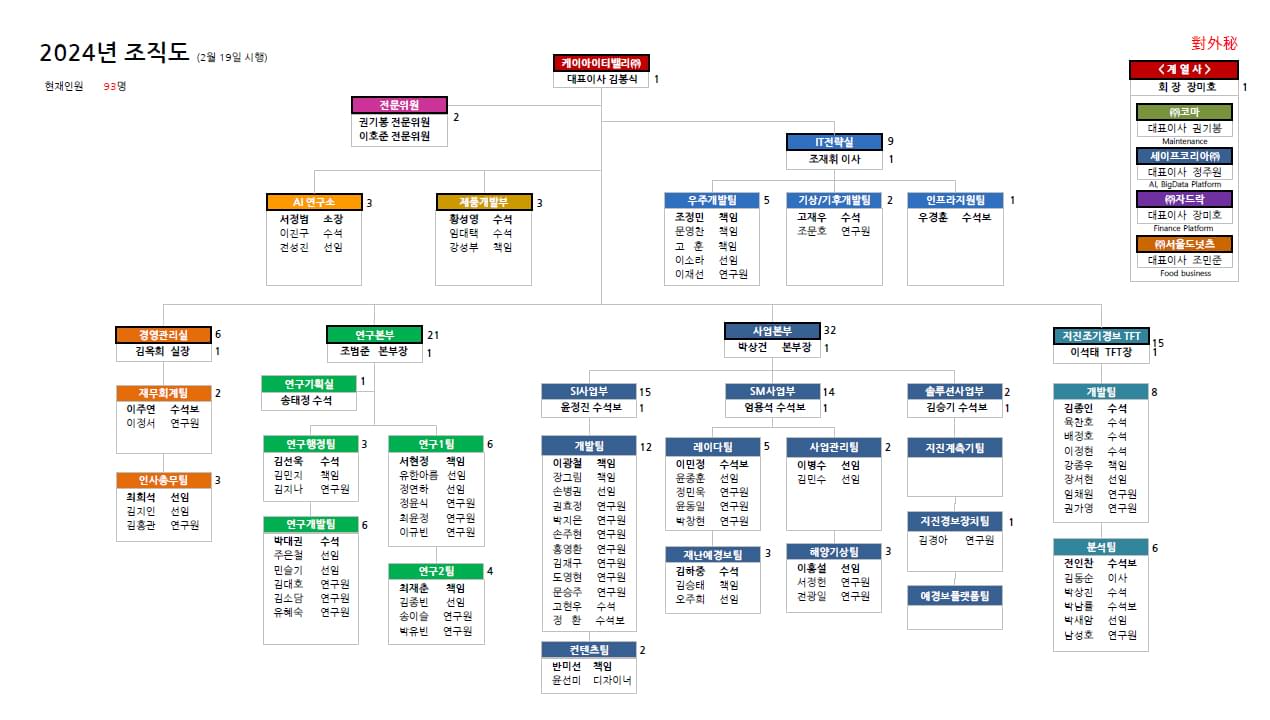 2024년 조직도 (2월 19일 시행)
현재인원 93명
對外秘
케이아이티밸리㈜
대표이사 김봉식 1
<계 열 사>
회 장 장미호 1
㈜코마
대표이사 권기봉
Maintenance
세이프코리아㈜
대표이사 정주원
AI, BigData Platform
㈜자드락
대표이사 장미호
Finance Platform
㈜서울도넛츠
대표이사 조민준
Food business
전문위원 2
권기봉 전문위원
이호준 전문위원
IT전략실 9
조재휘 이사 1
AI 연구소 3
서정범 소장
이진구 수석
전성진 선임
제품개발부 3
황성영 수석
임대택 수석
강성부 책임
우주개발팀 5
조정민 책임
문영찬 책임
고 훈 책임
이소라 선임
이재선 연구원
기상/기후개발팀 2
고재우 수석
조문호 연구원
인프라지원팀 1
우경훈 수석보
경영관리실 6
김옥희 실장 1
재무회계팀 2
이주연 수석보
이정서 연구원
인사총무팀 3
최희석 선임
김지인 선임
김홍관 연구원
연구본부 21
조범준 본부장 1
연구기획실 1
송태정 수석
연구행정팀 3
김선욱 수석
김민지 책임
김지나 연구원
연구개발팀 6
박대권 수석
주은철 선임
민슬기 선임
김대호 연구원
김소담 연구원
유혜숙 연구원
연구1팀 6
서현정 책임
유한아름 선임
정연하 선임
정윤식 연구원
최윤정 연구원
이규빈 연구원
연구2팀 4
최재춘 책임
김종빈 선임
송이슬 연구원
박유빈 연구원
사업본부 32
박상건 본부장 1
SI사업부 15
윤정진 수석보 1
개발팀 12
이광철 책임
장그림 책임
손병권 선임
권효정 연구원
박지은 연구원
손주현 연구원
홍영환 연구원
김재구 연구원
도영현 연구원
문승주 연구원
고현우 수석
정 환 수석보
컨텐츠팀 2
반미선 책임
윤선미 디자이너
SM사업부 14
엄용석 수석보 1
레이다팀 5
이민정 수석보
윤종훈 선임
정민욱 연구원
윤동일 연구원
박창현 연구원
재난예경보팀 3
김하중 수석
김승태 책임
오주희 선임
사업관리팀 2
이병수 선임
김민수 선임
해양기상팀 3
이홍설 선임
서정헌 연구원
전광일 연구원
솔루션사업부 2
김승기 수석보 1
지진계측기팀
지진경보장치팀 1
김경아 연구원
예경보플랫폼팀
지진조기경보 TFT 15
이석태 TFT장 1
개발팀 8
김종인 수석
육찬호 수석
배정호 수석
이정현 수석
강종우 책임
장서현 선임
임채원 연구원
권가영 연구원
분석팀 6
전인찬 수석보
김동순 이사
박상진 수석
박남률 수석보
박새암 선임
남성호 연구원